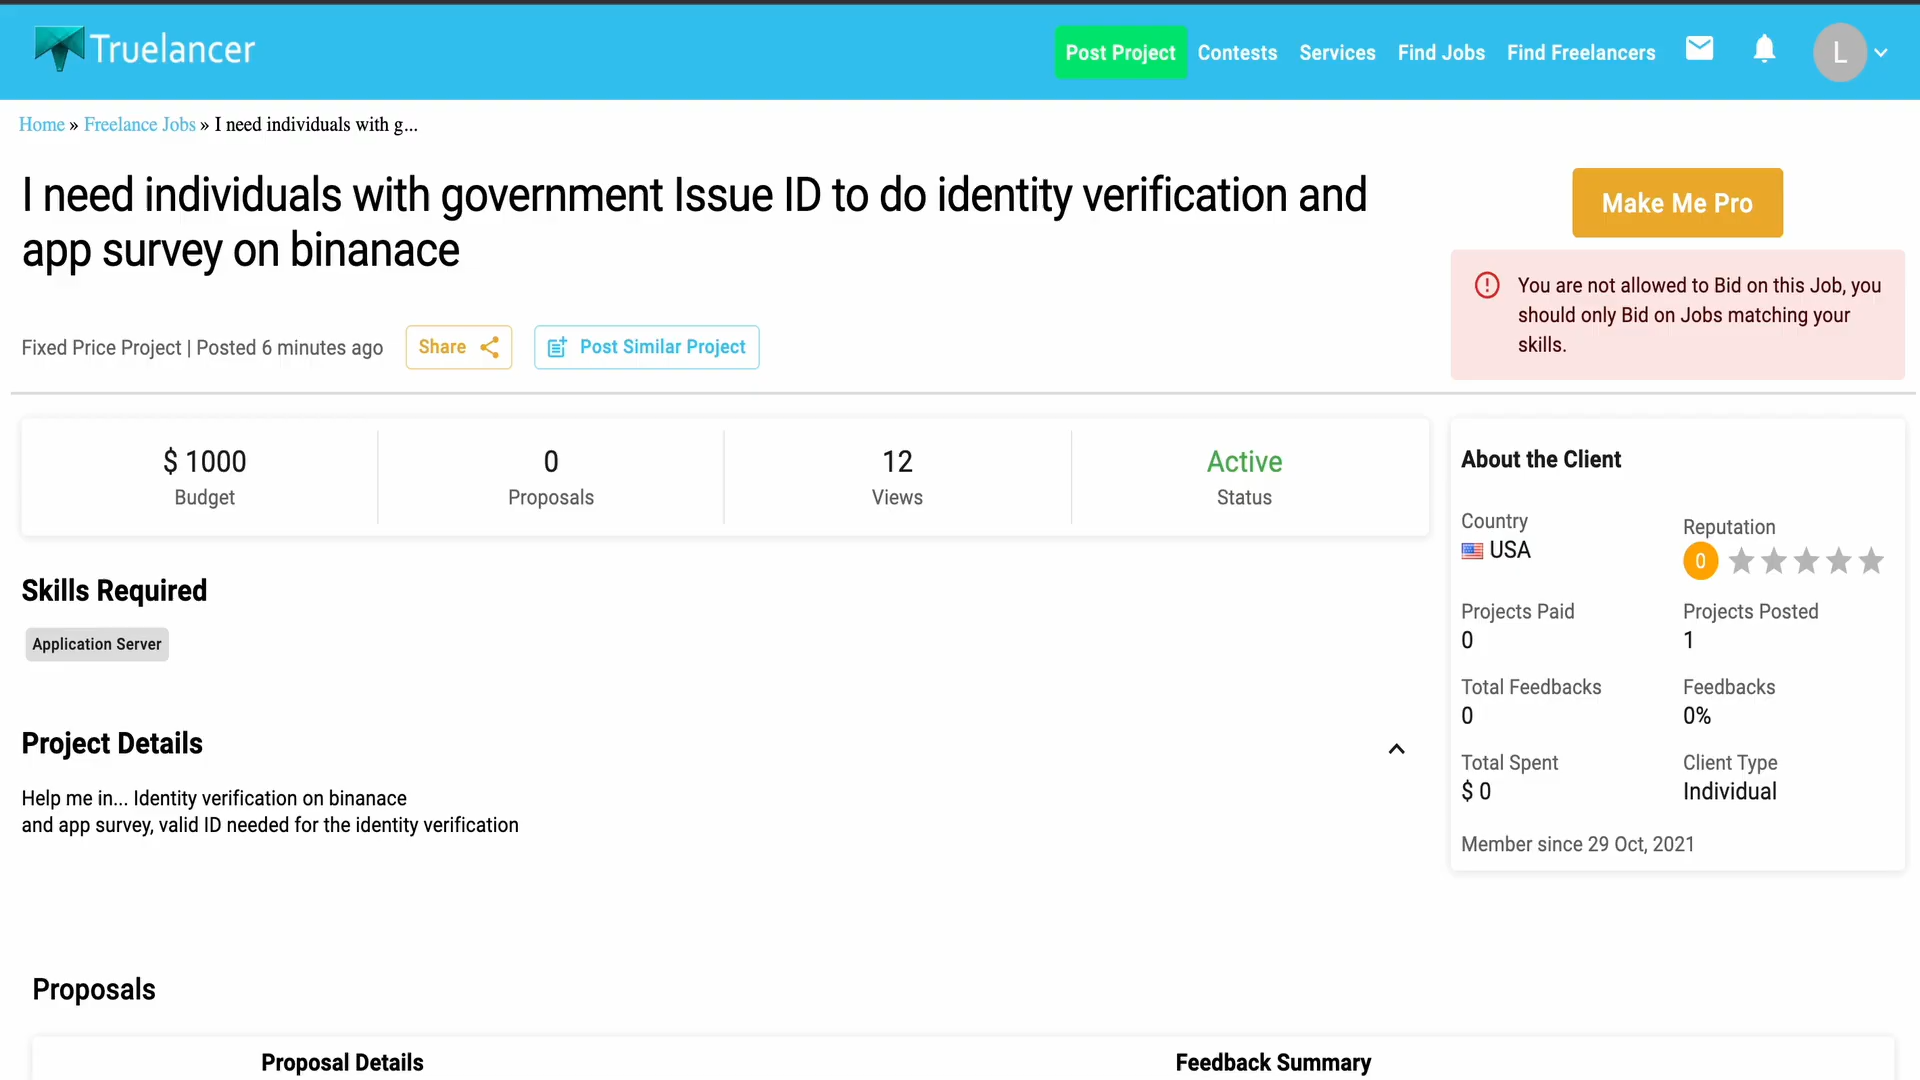 Truelancer
Post Project Contests Services Find Jobs Find Freelancers L
Home » Freelance Jobs » I need individuals with g...
I need individuals with government Issue ID to do identity verification and
app survey on binanace
Fixed Price Project | Posted 6 minutes ago Share Post Similar Project
Make Me Pro
You are not allowed to Bid on this Job, you
should only Bid on Jobs matching your
skills.
$ 1000
Budget
0
Proposals
12
Views
Active
Status
Skills Required
Application Server
Project Details
Help me in... Identity verification on binanace
and app survey, valid ID needed for the identity verification
About the Client
Country
USA
Reputation
0
Projects Paid
0
Projects Posted
1
Total Feedbacks
0
Feedbacks
0%
Total Spent
$ 0
Client Type
Individual
Member since 29 Oct, 2021
Proposals
Proposal Details Feedback Summary